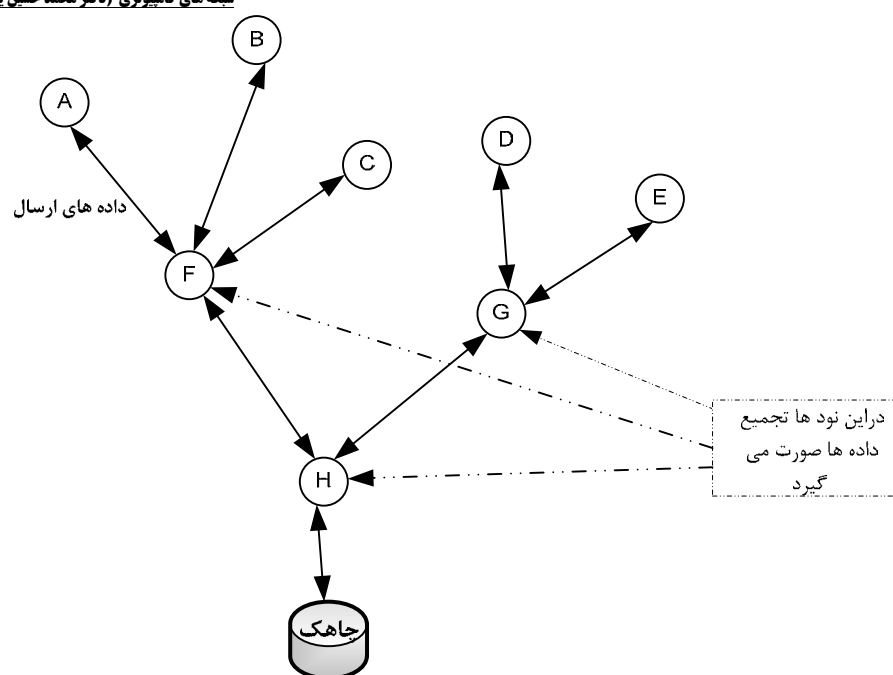 B
A
D
C
E
داده های ارسال
F
G
دراین نود ها تجمیع
داده ها صورت می
گیرد
H
چاهک